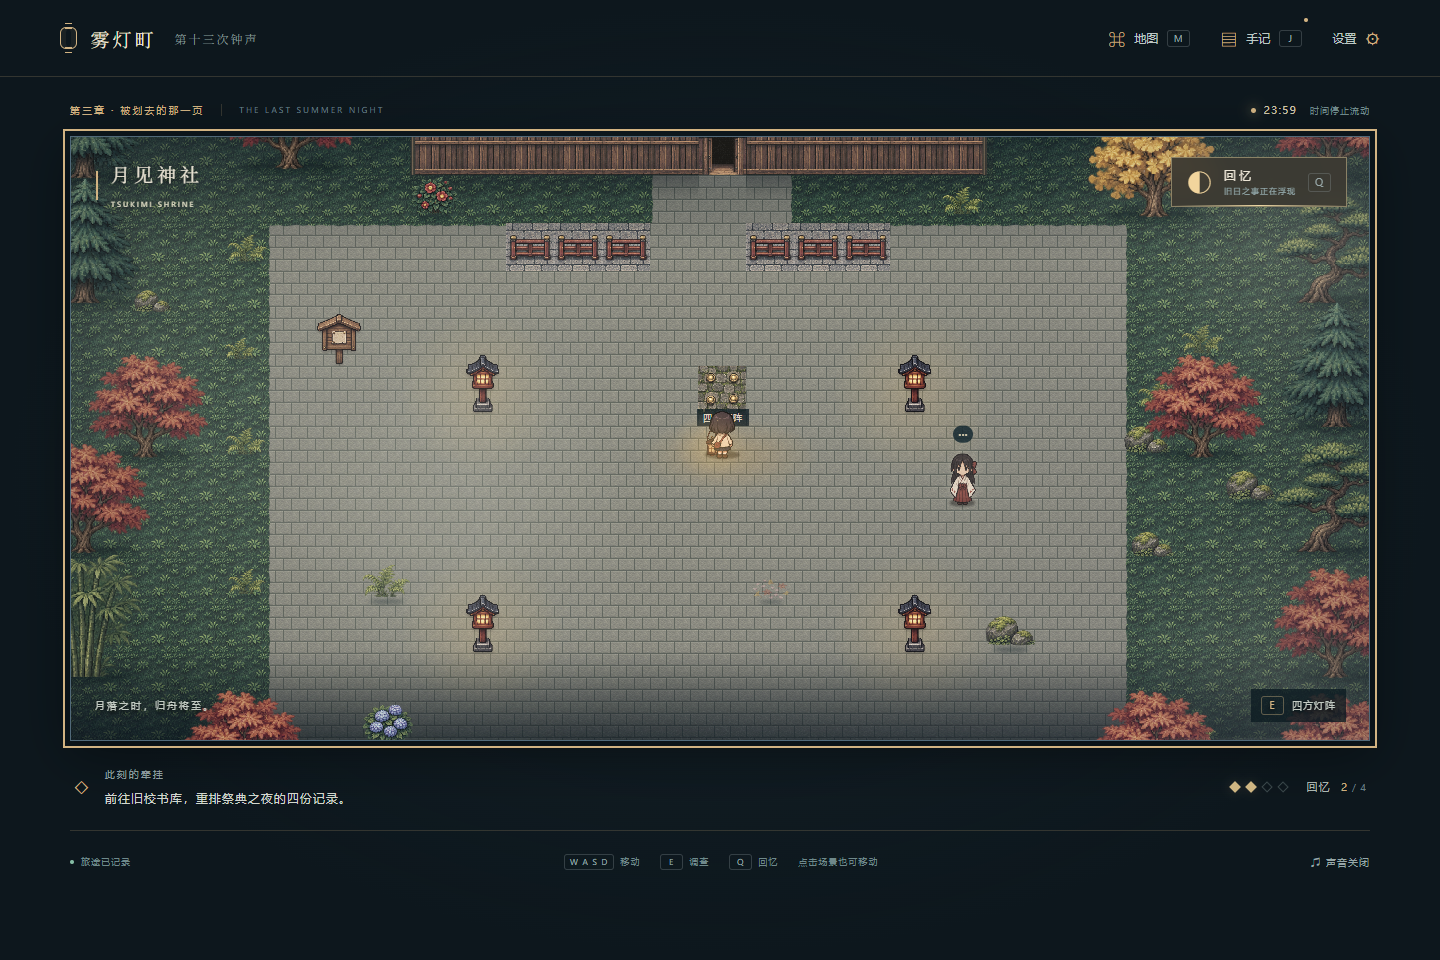 雾灯町 第十三次钟声
地图 M 手记 J 设置
第三章 · 被划去的那一页 THE LAST SUMMER NIGHT
23:59 时间停止流动
月见神社
TSUKIMI SHRINE
回忆
旧日之事正在浮现
Q
四 阵
...
月落之时，归舟将至。
E 四方灯阵
此刻的牵挂
前往旧校书库，重排祭典之夜的四份记录。
回忆 2 / 4
旅途已记录
WASD 移动 E 调查 Q 回忆 点击场景也可移动
声音关闭